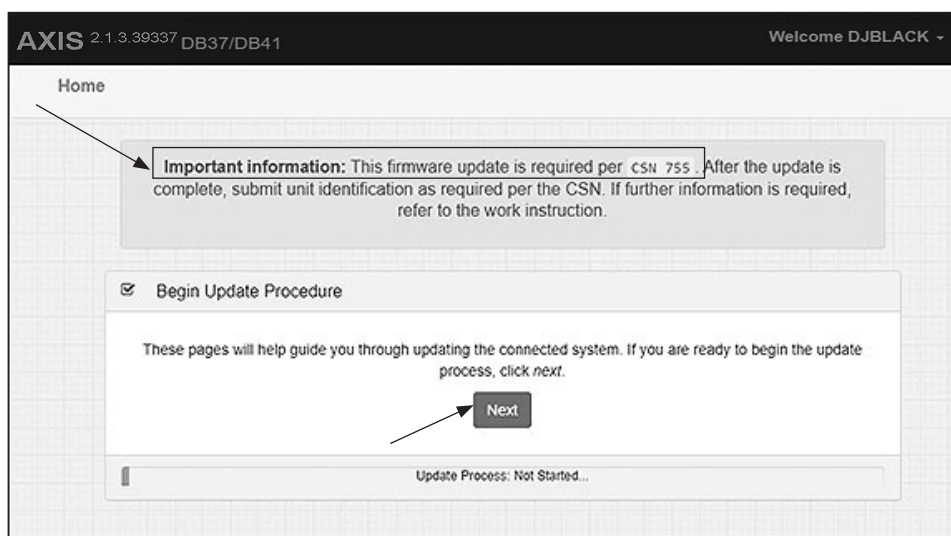 AXIS 2.1.3.39337 DB37/DB41 Welcome DJBLACK
Home
Important information: This firmware update is required per CSN 755 . After the update is
complete, submit unit identification as required per the CSN. If further information is required,
refer to the work instruction.
Begin Update Procedure
These pages will help guide you through updating the connected system. If you are ready to begin the update
process, click next.
Next
Update Process: Not Started...